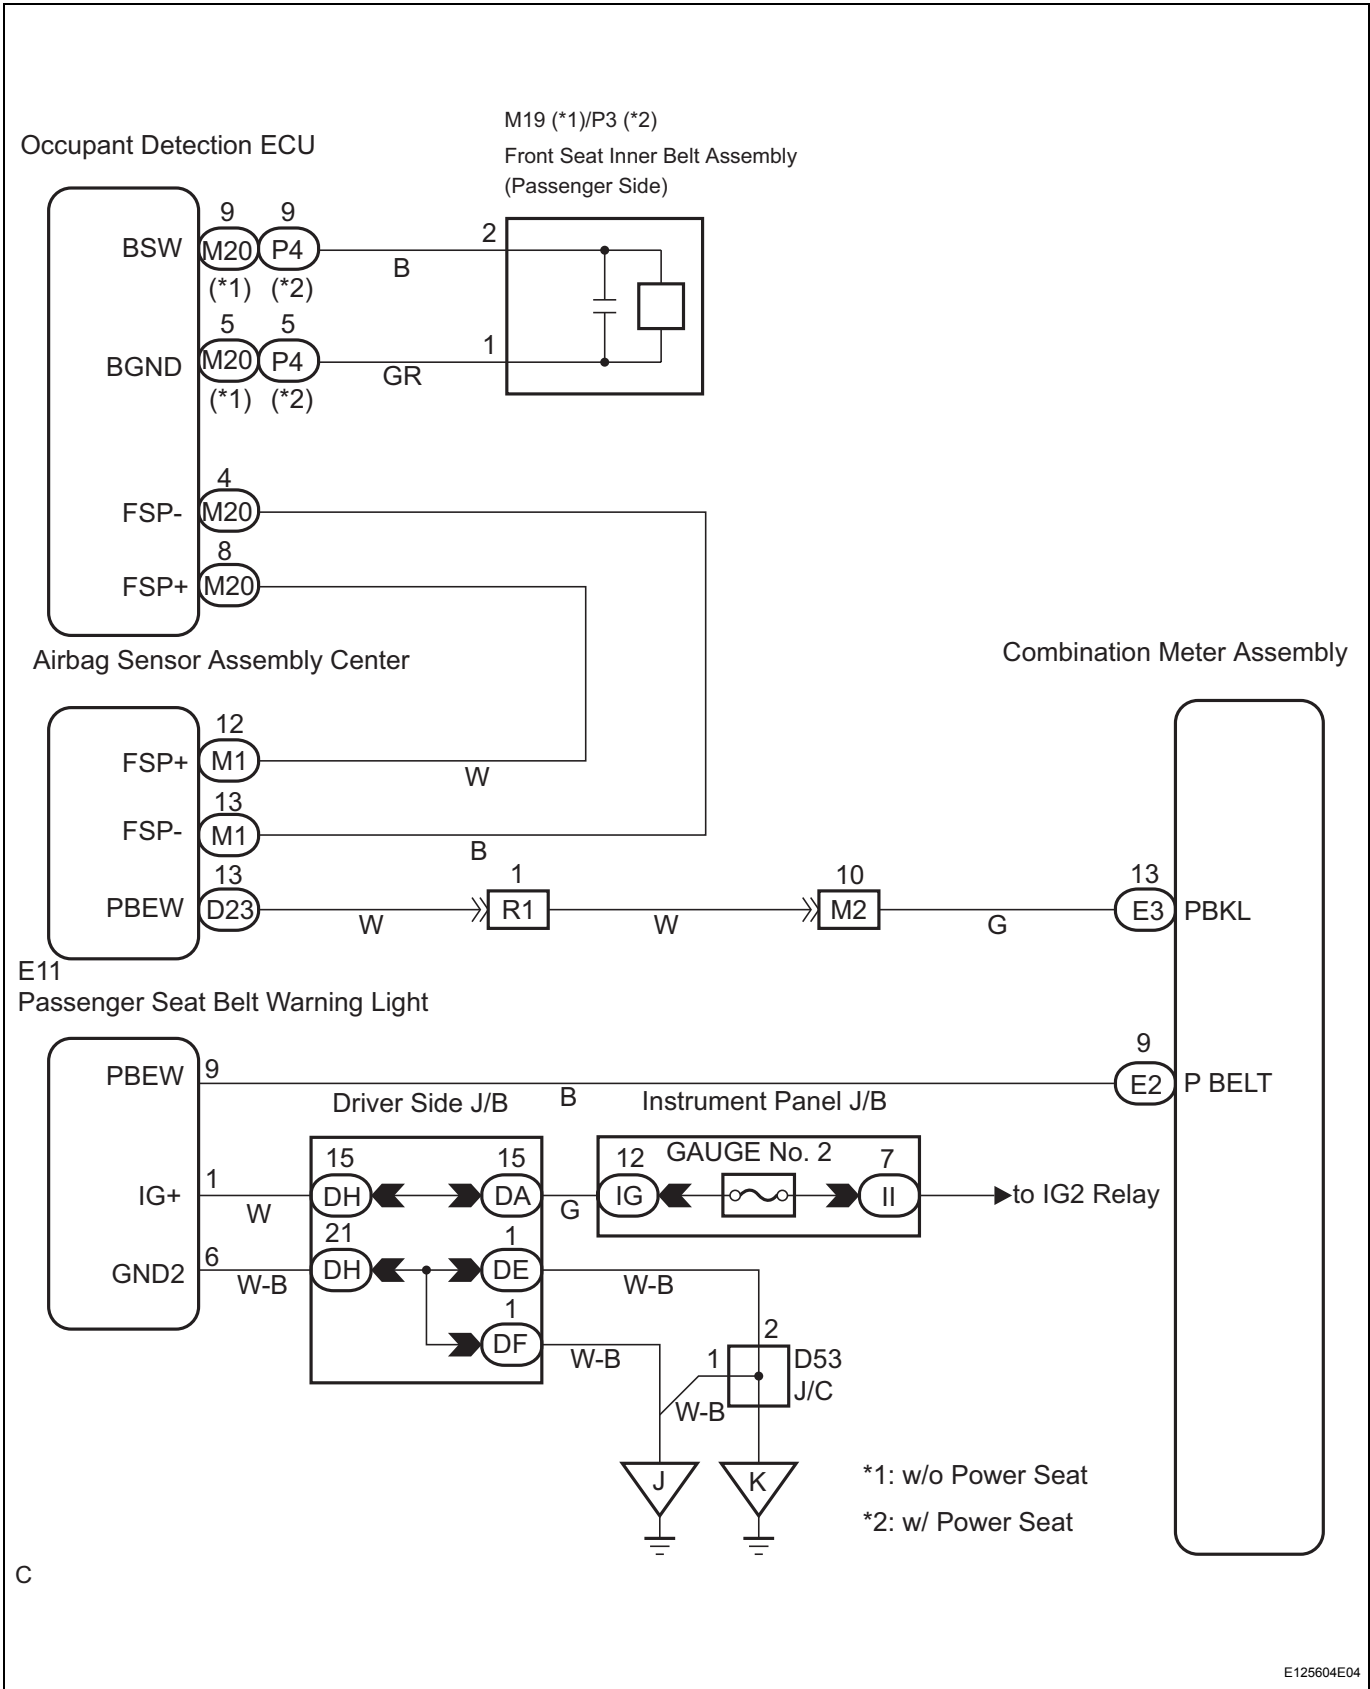 M19 (*1)/P3 (*2)
Occupant Detection ECU
Front Seat Inner Belt Assembly
(Passenger Side)
9 9
BSW M20 P4 B 2
(*1) (*2)
5 5
BGND M20 P4 GR 1
(*1) (*2)
4
FSP- M20
8
FSP+ M20
Airbag Sensor Assembly Center
Combination Meter Assembly
12
FSP+ M1 W
13
FSP- M1 B
13 1 10 13
PBEW D23 W R1 W M2 G E3 PBKL
E11
Passenger Seat Belt Warning Light
9
PBEW 9 B E2 P BELT
Driver Side J/B Instrument Panel J/B
15 15 12 GAUGE No. 2 7
IG+ 1 W DH DA G IG II to IG2 Relay
21 1
GND2 6 W-B DH DE W-B
1 2
DF W-B 1 D53
J/C
W-B
J K
*1: w/o Power Seat
*2: w/ Power Seat
C
E125604E04